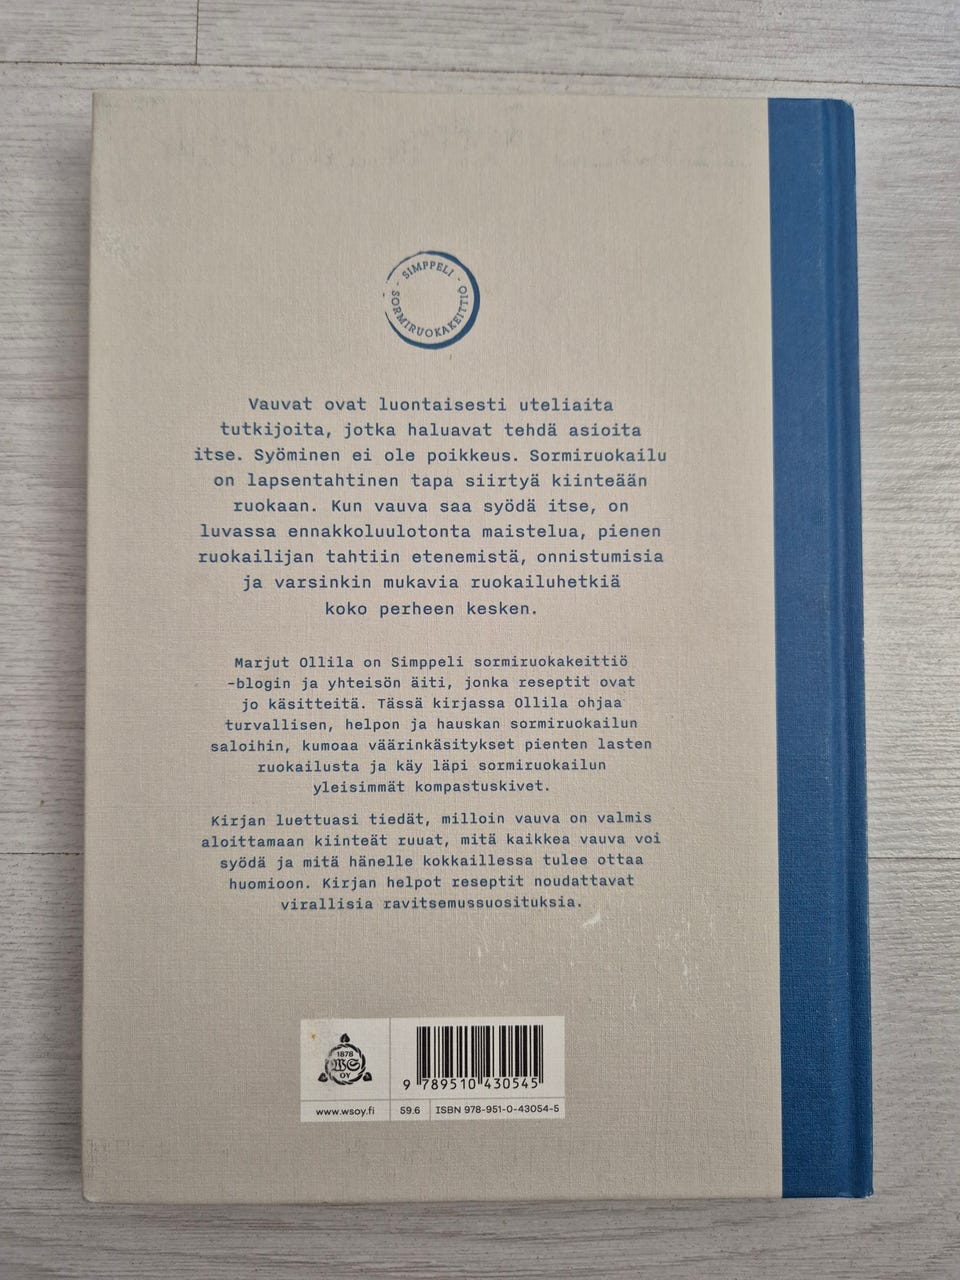 · SIMPPELI ·
SORMIRUOKAKEITTIÖ
Vauvat ovat luontaisesti uteliaita
tutkijoita, jotka haluavat tehdä asioita
itse. Syöminen ei ole poikkeus. Sormiruokailu
on lapsentahtinen tapa siirtyä kiinteään
ruokaan. Kun vauva saa syödä itse, on
luvassa ennakkoluulotonta maistelua, pienen
ruokailijan tahtiin etenemistä, onnistumisia
ja varsinkin mukavia ruokailuhetkiä
koko perheen kesken.
Marjut Ollila on Simppeli sormiruokakeittiö
-blogin ja yhteisön äiti, jonka reseptit ovat
jo käsitteitä. Tässä kirjassa Ollila ohjaa
turvallisen, helpon ja hauskan sormiruokailun
saloihin, kumoaa väärinkäsitykset pienten lasten
ruokailusta ja käy läpi sormiruokailun
yleisimmät kompastuskivet.
Kirjan luettuasi tiedät, milloin vauva on valmis
aloittamaan kiinteät ruuat, mitä kaikkea vauva voi
syödä ja mitä hänelle kokkaillessa tulee ottaa
huomioon. Kirjan helpot reseptit noudattavat
virallisia ravitsemussuosituksia.
1878
WS
OY
9 789510 430545
www.wsoy.fi
59.6
ISBN 978-951-0-43054-5